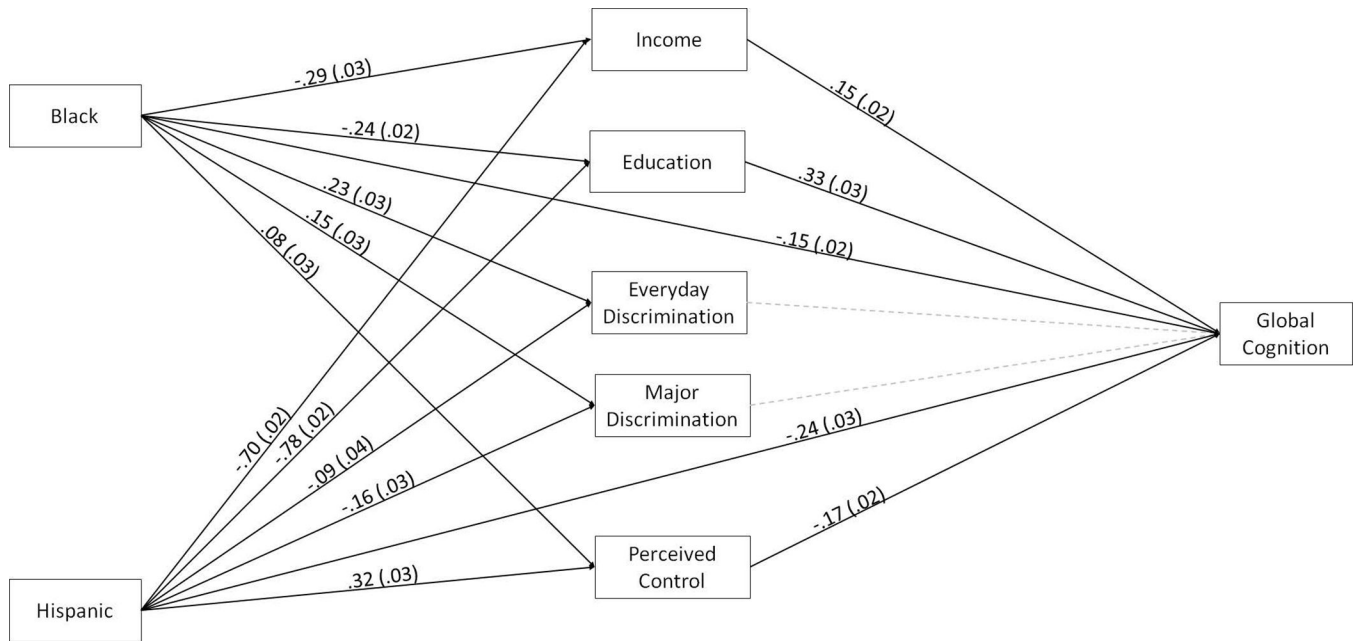 Income
-.29 (.03)
.15 (.02)
Black
-.24 (.02)
Education
.33 (.03)
.23 (.03)
.15 (.03)
.08 (.03)
-.15 (.02)
Everyday
Discrimination
Global
Cognition
Major
Discrimination
-.70 (.02)
-.78 (.02)
-.09 (.04)
-.16 (.03)
-.24 (.03)
-.17 (.02)
Perceived
Control
.32 (.03)
Hispanic